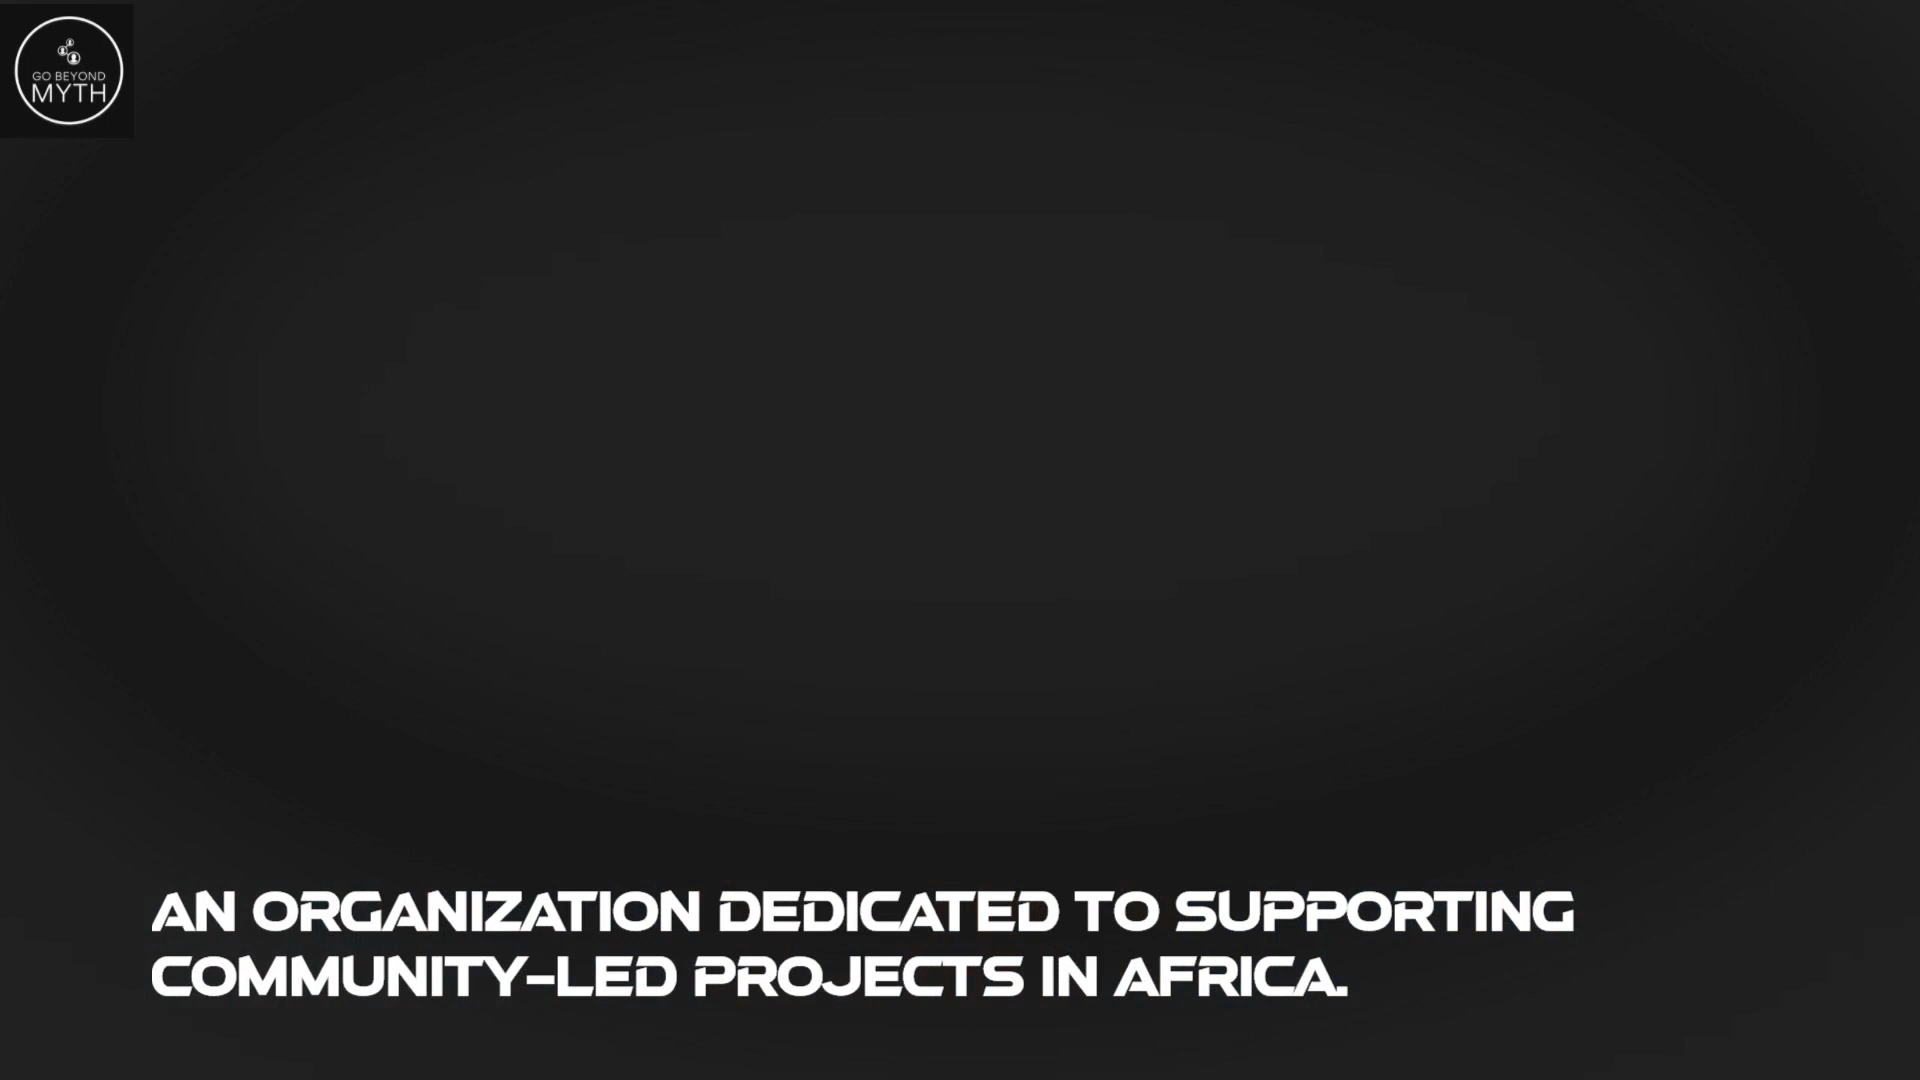 GO BEYOND
MYTH
AN ORGANIZATION DEDICATED TO SUPPORTING
COMMUNITY-LED PROJECTS IN AFRICA.